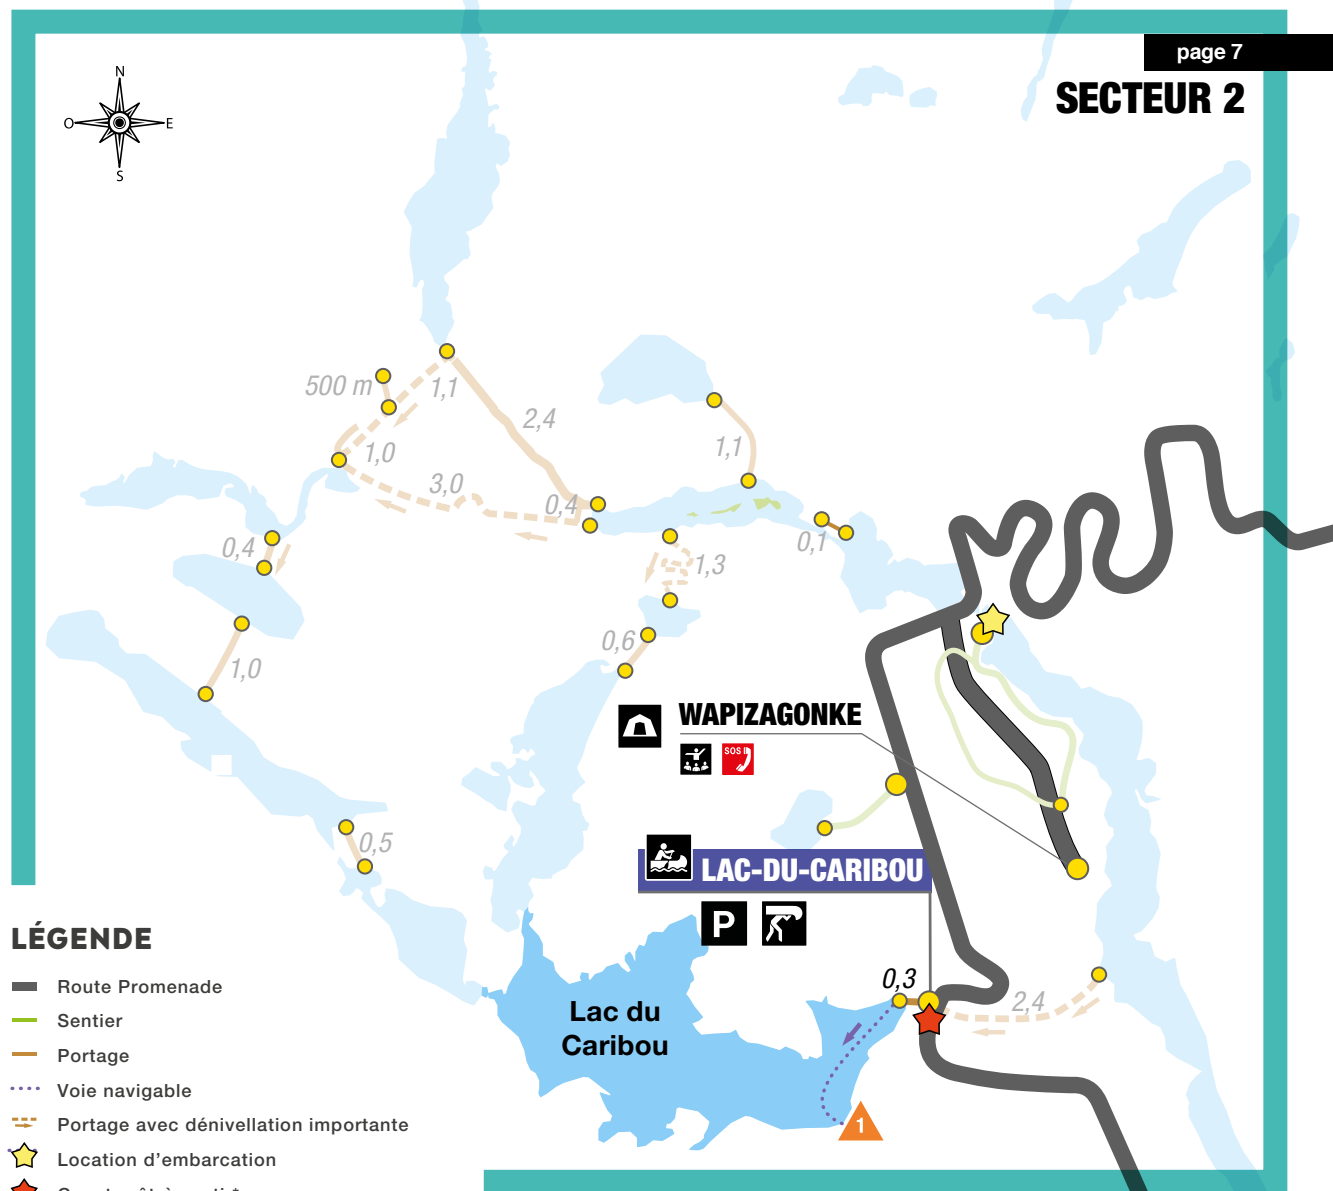 page 7
SECTEUR 2
N
O
E
S
500 m
1,1
2,4
1,0
3,0
0,4
1,1
0,1
1,3
0,4
0,6
1,0
WAPIZAGONKE
SOS
0,5
LAC-DU-CARIBOU
P
0,3
2,4
Lac du
Caribou
1
LÉGENDE
Route Promenade
Sentier
Portage
Voie navigable
Portage avec dénivellation importante
Location d’embarcation